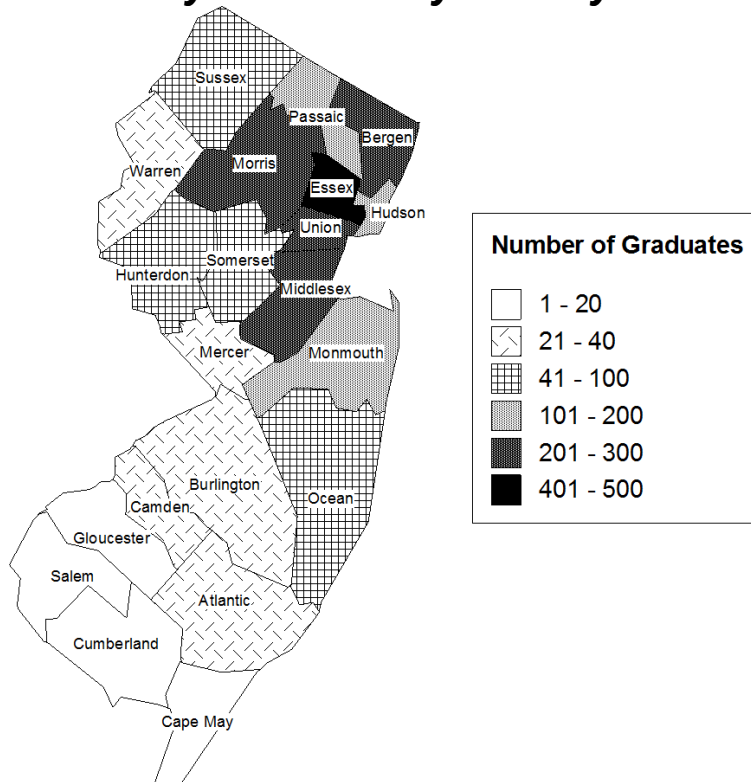 Sussex
Passaic
Bergen
Warren
Morris
Essex
Hudson
Union
Somerset
Hunterdon
Middlesex
Mercer
Monmouth
Burlington
Ocean
Camden
Gloucester
Salem
Atlantic
Cumberland
Cape May
Number of Graduates
1 - 20
21 - 40
41 - 100
101 - 200
201 - 300
401 - 500